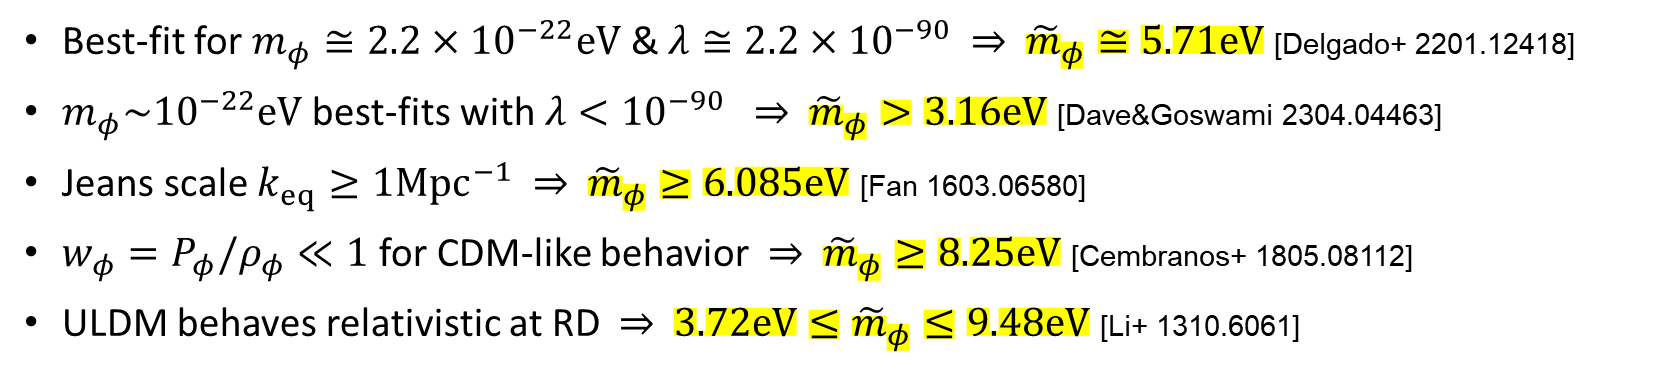 • Best-fit for 𝑚_𝜙 ≅ 2.2 × 10⁻²² eV & 𝜆 ≅ 2.2 × 10⁻⁹⁰ ⇒ 𝑚̃_𝜙 ≅ 5.71eV [Delgado+ 2201.12418]
• 𝑚_𝜙~10⁻²²eV best-fits with 𝜆 < 10⁻⁹⁰ ⇒ 𝑚̃_𝜙 > 3.16eV [Dave&Goswami 2304.04463]
• Jeans scale 𝑘_eq ≥ 1Mpc⁻¹ ⇒ 𝑚̃_𝜙 ≥ 6.085eV [Fan 1603.06580]
• 𝑤_𝜙 = 𝑃_𝜙/𝜌_𝜙 ≪ 1 for CDM-like behavior ⇒ 𝑚̃_𝜙 ≥ 8.25eV [Cembranos+ 1805.08112]
• ULDM behaves relativistic at RD ⇒ 3.72eV ≤ 𝑚̃_𝜙 ≤ 9.48eV [Li+ 1310.6061]